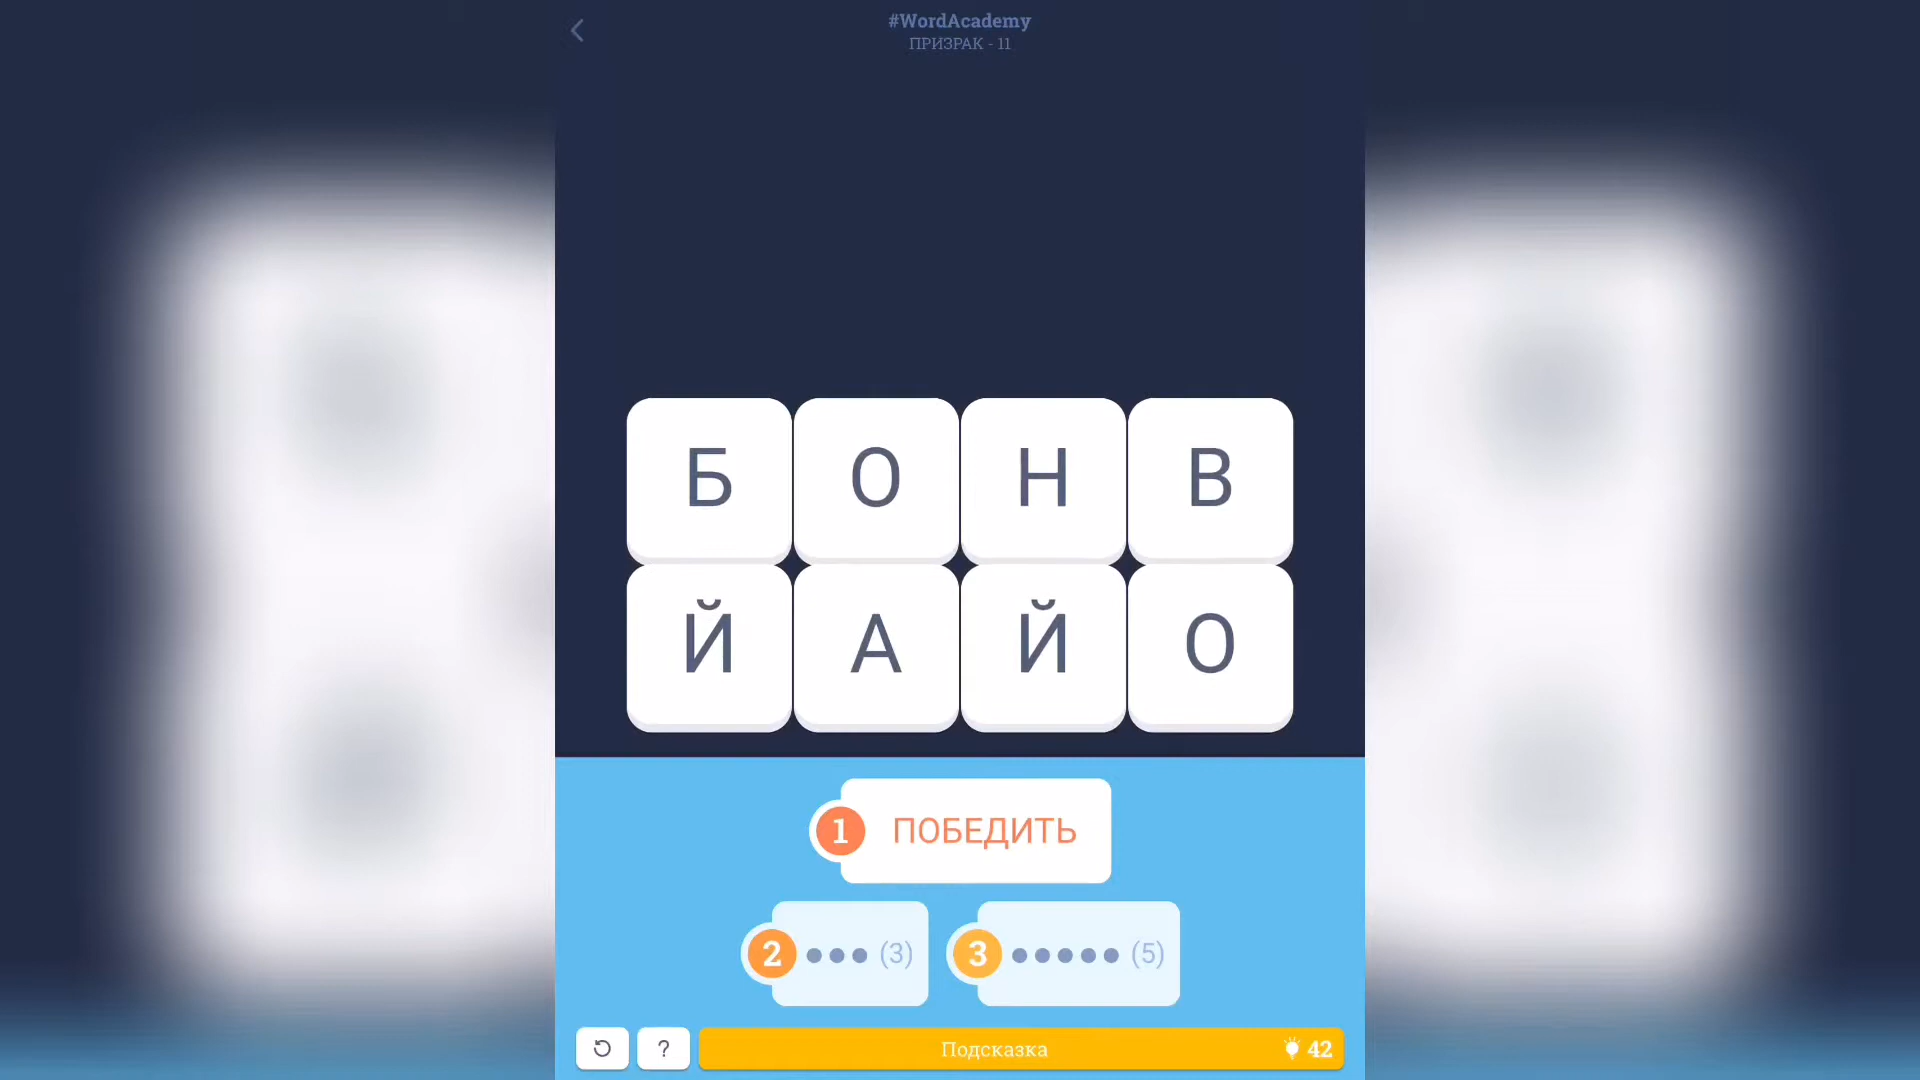 #WordAcademy
ПРИЗРАК - 11
Б О Н В
Й А Й О
1 ПОБЕДИТЬ
2 (3) 3 (5)
? Подсказка 42